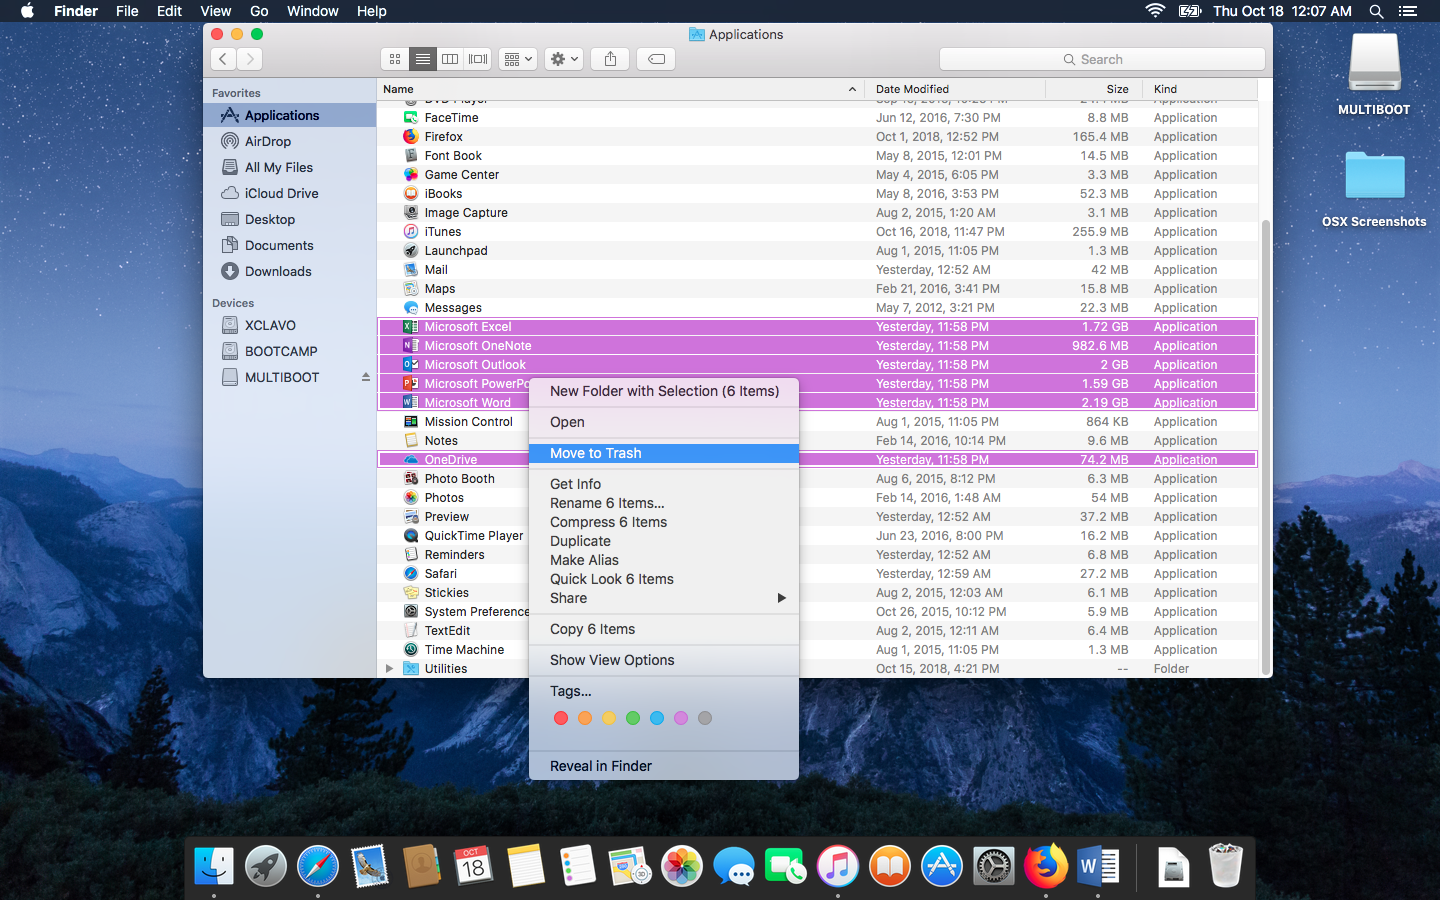 Finder File Edit View Go Window Help Thu Oct 18 12:07 AM
Applications
Search
MULTIBOOT
OSX Screenshots
Favorites
Applications
AirDrop
All My Files
iCloud Drive
Desktop
Documents
Downloads
Devices
XCLAVO
BOOTCAMP
MULTIBOOT
Name Date Modified Size Kind
DVD Player Application
FaceTime Jun 12, 2016, 7:30 PM 8.8 MB Application
Firefox Oct 1, 2018, 12:52 PM 165.4 MB Application
Font Book May 8, 2015, 12:01 PM 14.5 MB Application
Game Center May 4, 2015, 6:05 PM 3.3 MB Application
iBooks May 8, 2016, 3:53 PM 52.3 MB Application
Image Capture Aug 2, 2015, 1:20 AM 3.1 MB Application
iTunes Oct 16, 2018, 11:47 PM 255.9 MB Application
Launchpad Aug 1, 2015, 11:05 PM 1.3 MB Application
Mail Yesterday, 12:52 AM 42 MB Application
Maps Feb 21, 2016, 3:41 PM 15.8 MB Application
Messages May 7, 2012, 3:21 PM 22.3 MB Application
Microsoft Excel Yesterday, 11:58 PM 1.72 GB Application
Microsoft OneNote Yesterday, 11:58 PM 982.6 MB Application
Microsoft Outlook Yesterday, 11:58 PM 2 GB Application
Microsoft PowerPo Yesterday, 11:58 PM 1.59 GB Application
Microsoft Word Yesterday, 11:58 PM 2.19 GB Application
Mission Control Aug 1, 2015, 11:05 PM 864 KB Application
Notes Feb 14, 2016, 10:14 PM 9.6 MB Application
OneDrive Yesterday, 11:58 PM 74.2 MB Application
Photo Booth Aug 6, 2015, 8:12 PM 6.3 MB Application
Photos Feb 14, 2016, 1:48 AM 54 MB Application
Preview Yesterday, 12:52 AM 37.2 MB Application
QuickTime Player Jun 23, 2016, 8:00 PM 16.2 MB Application
Reminders Yesterday, 12:52 AM 6.8 MB Application
Safari Yesterday, 12:59 AM 27.2 MB Application
Stickies Aug 2, 2015, 12:03 AM 6.1 MB Application
System Preference Oct 26, 2015, 10:12 PM 5.9 MB Application
TextEdit Aug 2, 2015, 12:11 AM 6.4 MB Application
Time Machine Aug 1, 2015, 11:05 PM 1.3 MB Application
Utilities Oct 15, 2018, 4:21 PM -- Folder
New Folder with Selection (6 Items)
Open
Move to Trash
Get Info
Rename 6 Items...
Compress 6 Items
Duplicate
Make Alias
Quick Look 6 Items
Share
Copy 6 Items
Show View Options
Tags...
Reveal in Finder
OCT
18